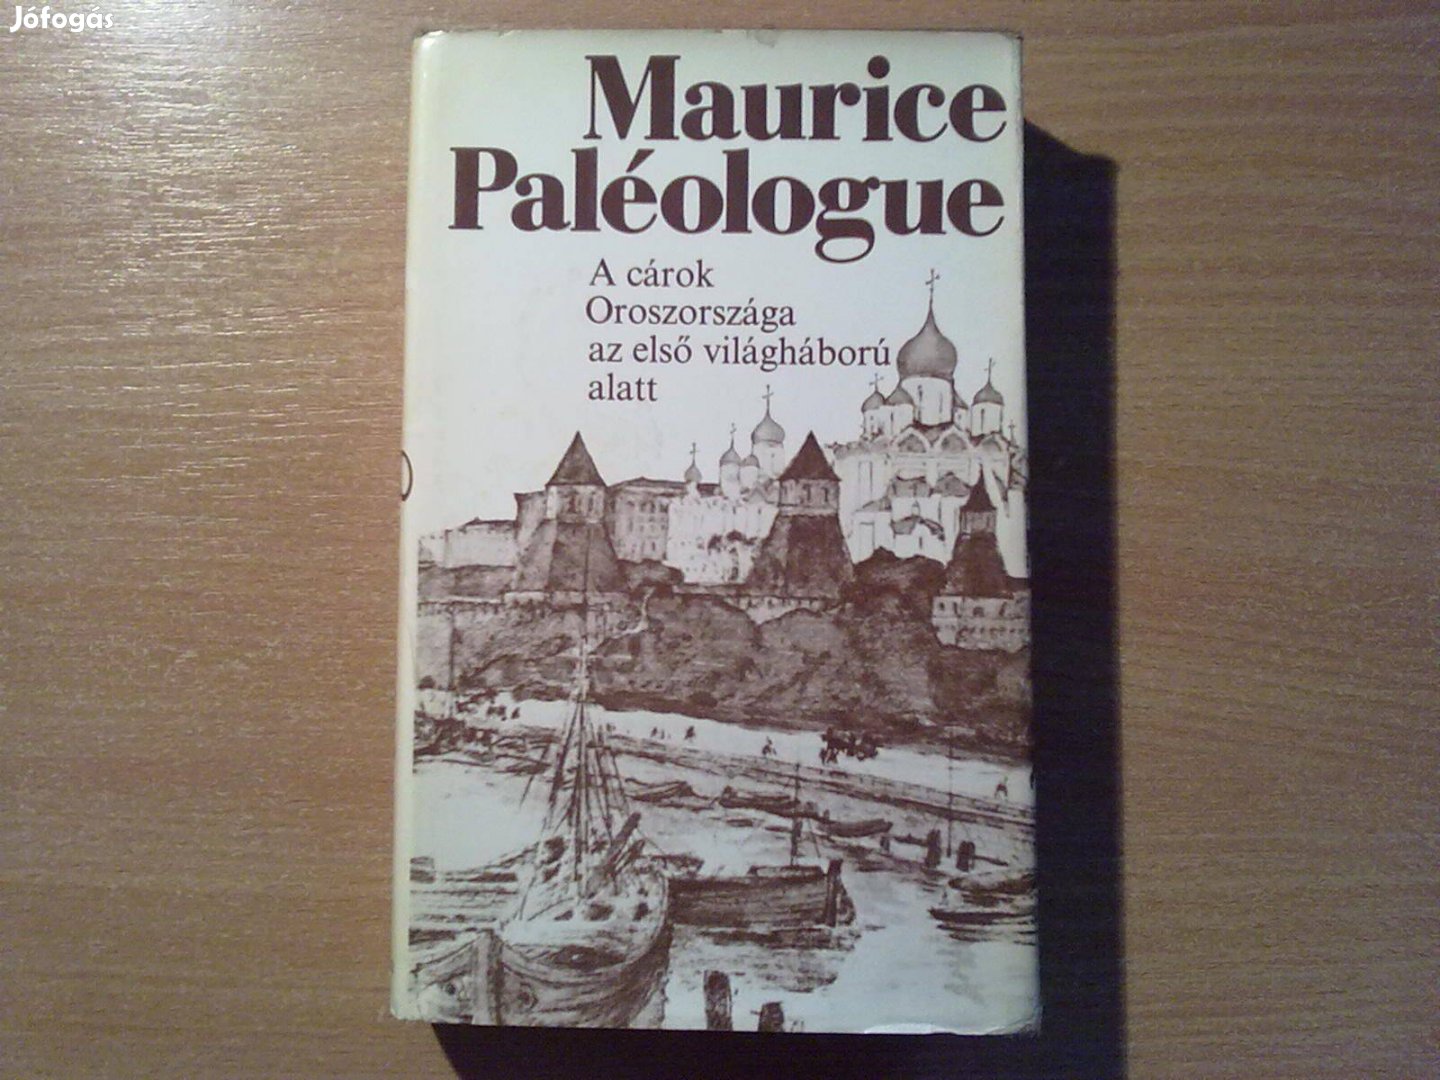 Jófogás
Maurice
Paléologue
A cárok
Oroszországa
az első világháború
alatt